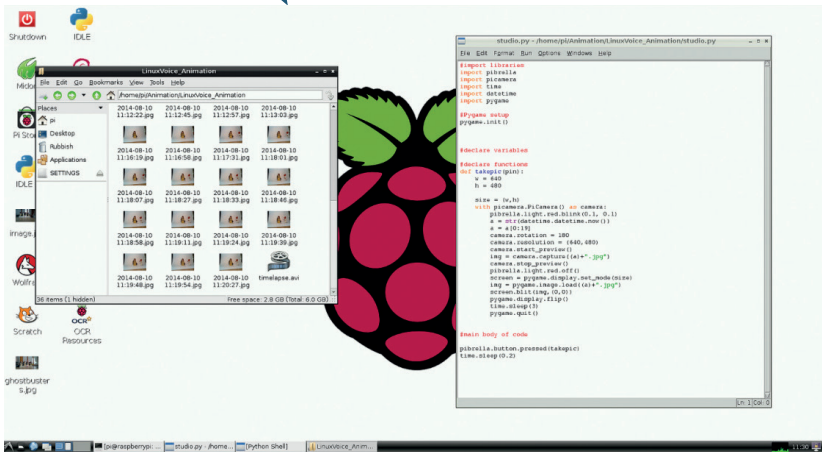 Shutdown
IDLE
Pi Sto
IDLE
image.j
Wolfra
Scratch
OCR
OCR
Resources
ghostbuster
s.jpg
LinuxVoice_Animation
File Edit Go Bookmarks View Tools Help
/home/pi/Animation/LinuxVoice_Animation
Places
pi
Desktop
Rubbish
Applications
SETTINGS
2014-08-10 2014-08-10 2014-08-10 2014-08-10
11:12:22.jpg 11:12:45.jpg 11:12:57.jpg 11:13:03.jpg
2014-08-10 2014-08-10 2014-08-10 2014-08-10
11:16:19.jpg 11:16:58.jpg 11:17:31.jpg 11:18:01.jpg
2014-08-10 2014-08-10 2014-08-10 2014-08-10
11:18:07.jpg 11:18:27.jpg 11:18:33.jpg 11:18:46.jpg
2014-08-10 2014-08-10 2014-08-10 2014-08-10
11:18:58.jpg 11:19:11.jpg 11:19:24.jpg 11:19:39.jpg
2014-08-10 2014-08-10 2014-08-10 timelapse.avi
11:19:48.jpg 11:19:54.jpg 11:20:27.jpg
36 items (1 hidden) Free space: 2.8 GB (Total: 6.0 GB)
studio.py - /home/pi/Animation/LinuxVoice_Animation/studio.py
File Edit Format Run Options Windows Help
#import libraries
import pibrella
import picamera
import time
import datetime
import pygame
#Pygame setup
pygame.init()
#declare variables
#declare functions
def takepic(pin):
w = 640
h = 480
size = (w,h)
with picamera.PiCamera() as camera:
pibrella.light.red.blink(0.1, 0.1)
a = str(datetime.datetime.now())
a = a[0:19]
camera.rotation = 180
camera.resolution = (640,480)
camera.start_preview()
img = camera.capture((a)+".jpg")
camera.stop_preview()
pibrella.light.red.off()
screen = pygame.display.set_mode(size)
img = pygame.image.load((a)+".jpg")
screen.blit(img,(0,0))
pygame.display.flip()
time.sleep(3)
pygame.quit()
#main body of code
pibrella.button.pressed(takepic)
time.sleep(0.2)
Ln: 1 Col: 0
[pi@raspberrypi: ... studio.py - /home... [Python Shell] LinuxVoice_Anim... 11:30